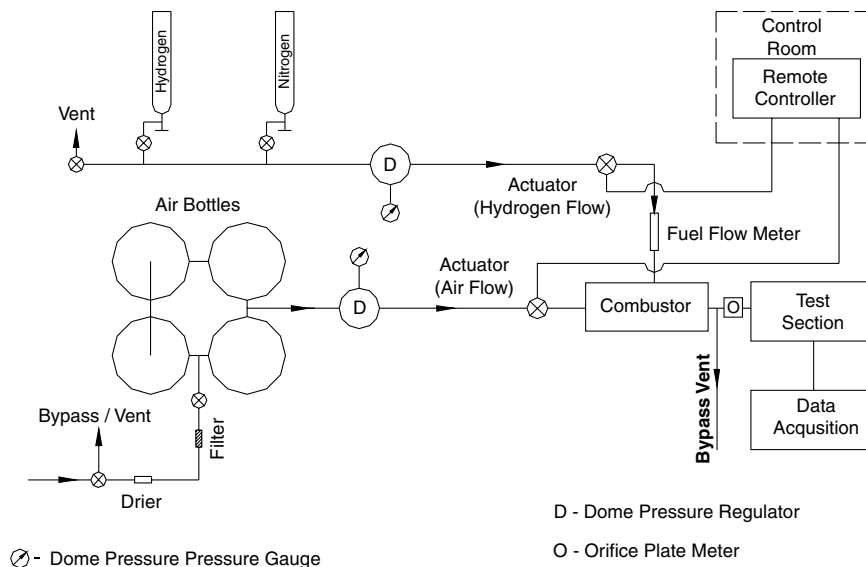 Control
Room
Remote
Controller
Hydrogen
Nitrogen
Vent
D
Actuator
(Hydrogen Flow)
Air Bottles
Fuel Flow Meter
Actuator
(Air Flow)
D
Combustor
O
Test
Section
Bypass Vent
Data
Acqusition
Bypass / Vent
Filter
Drier
D - Dome Pressure Regulator
- Dome Pressure Pressure Gauge
O - Orifice Plate Meter